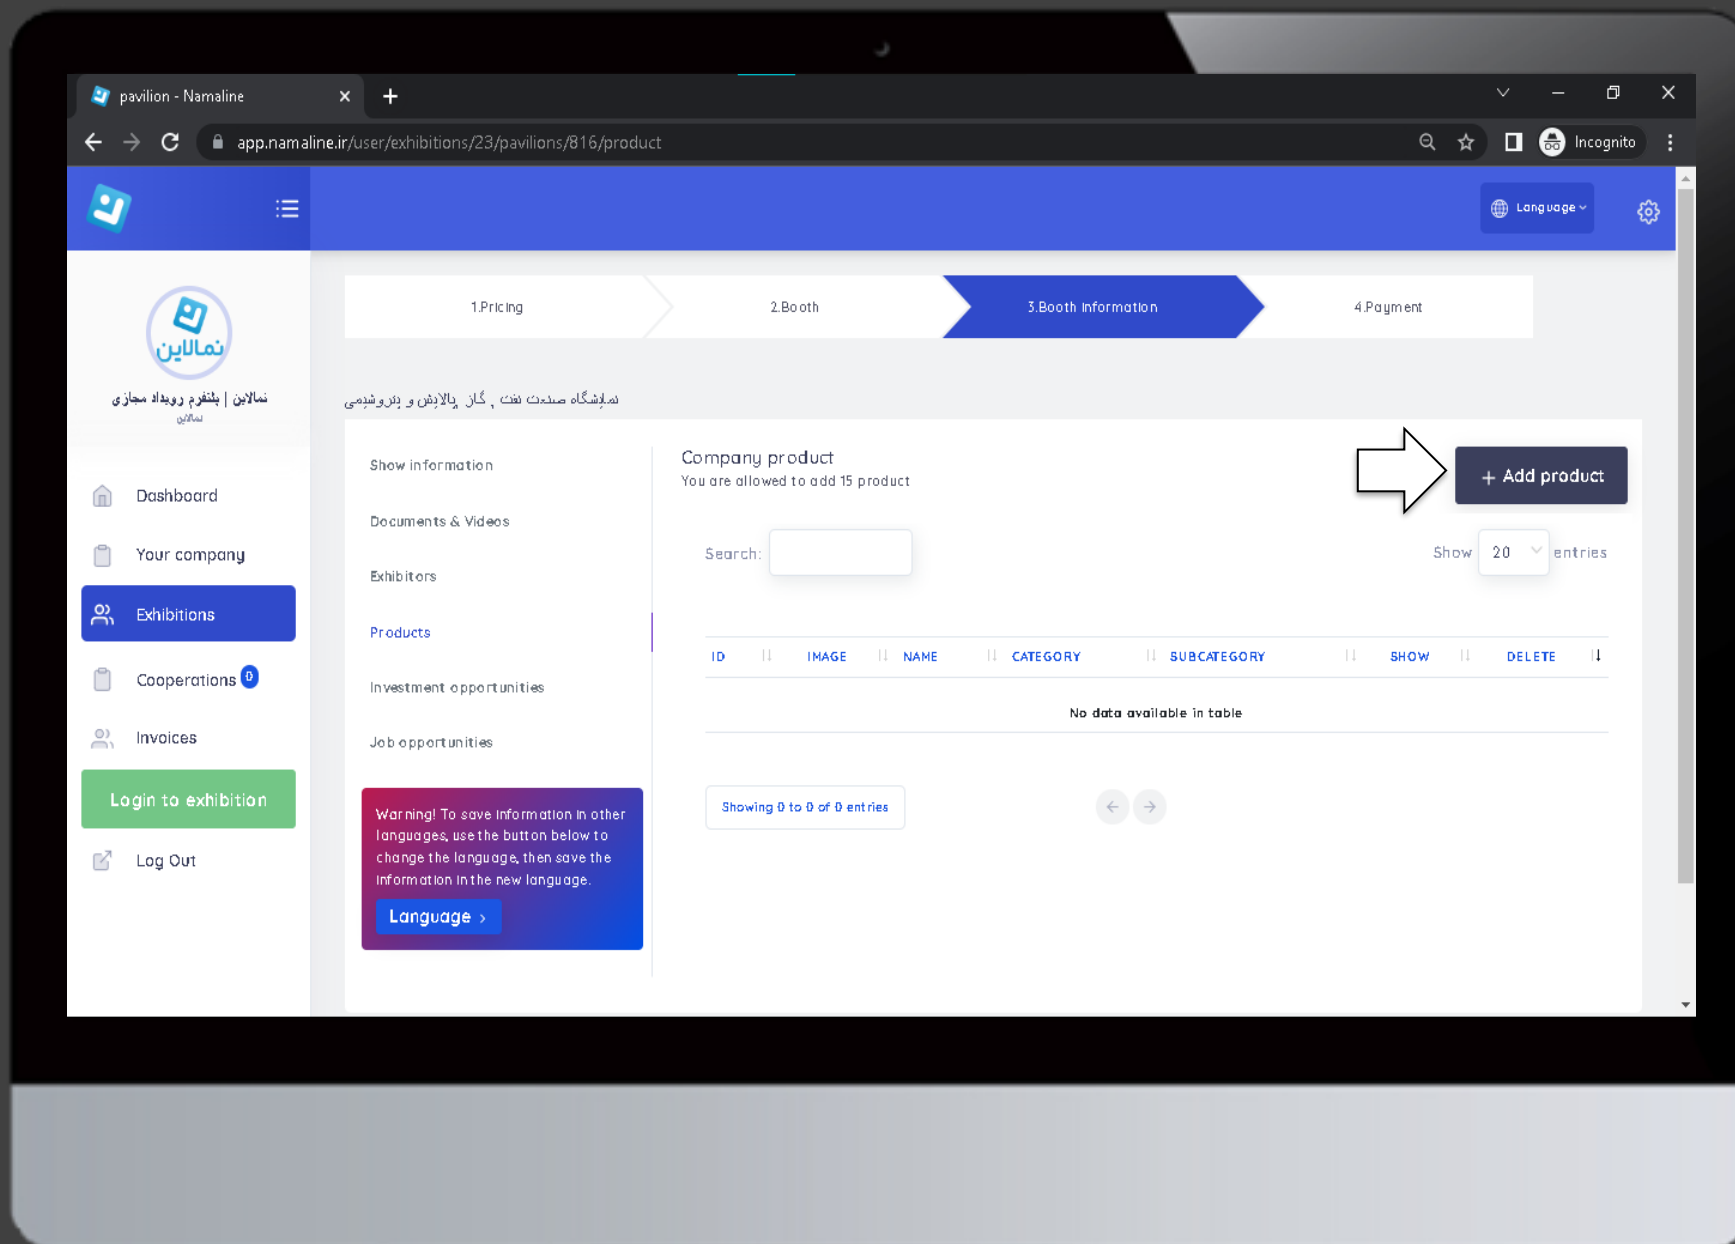 pavilion - Namaline
app.namaline.ir/user/exhibitions/23/pavilions/816/product
Incognito
Language
1.Pricing
2.Booth
3.Booth information
4.Payment
نمالاین
نمالاین | پلتفرم رویداد مجازی
نمالاین
Dashboard
Your company
Exhibitions
Cooperations 0
Invoices
Login to exhibition
Log Out
نمایشگاه صنعت نفت , گاز , پالایش و پتروشیمی
Show information
Documents & Videos
Exhibitors
Products
Investment opportunities
Job opportunities
Warning! To save information in other
languages, use the button below to
change the language, then save the
information in the new language.
Language >
Company product
You are allowed to add 15 product
+ Add product
Search:
Show 20 entries
ID IMAGE NAME CATEGORY SUBCATEGORY SHOW DELETE
No data available in table
Showing 0 to 0 of 0 entries